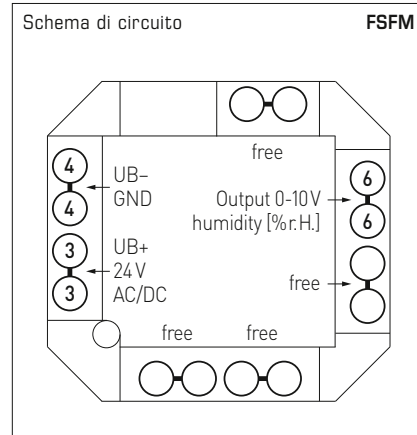 Schema di circuito FSFM
free
4
4
UB–
GND
3
3
UB+
24 V
AC/DC
Output 0-10 V
humidity [% r.H.]
6
6
free
free free